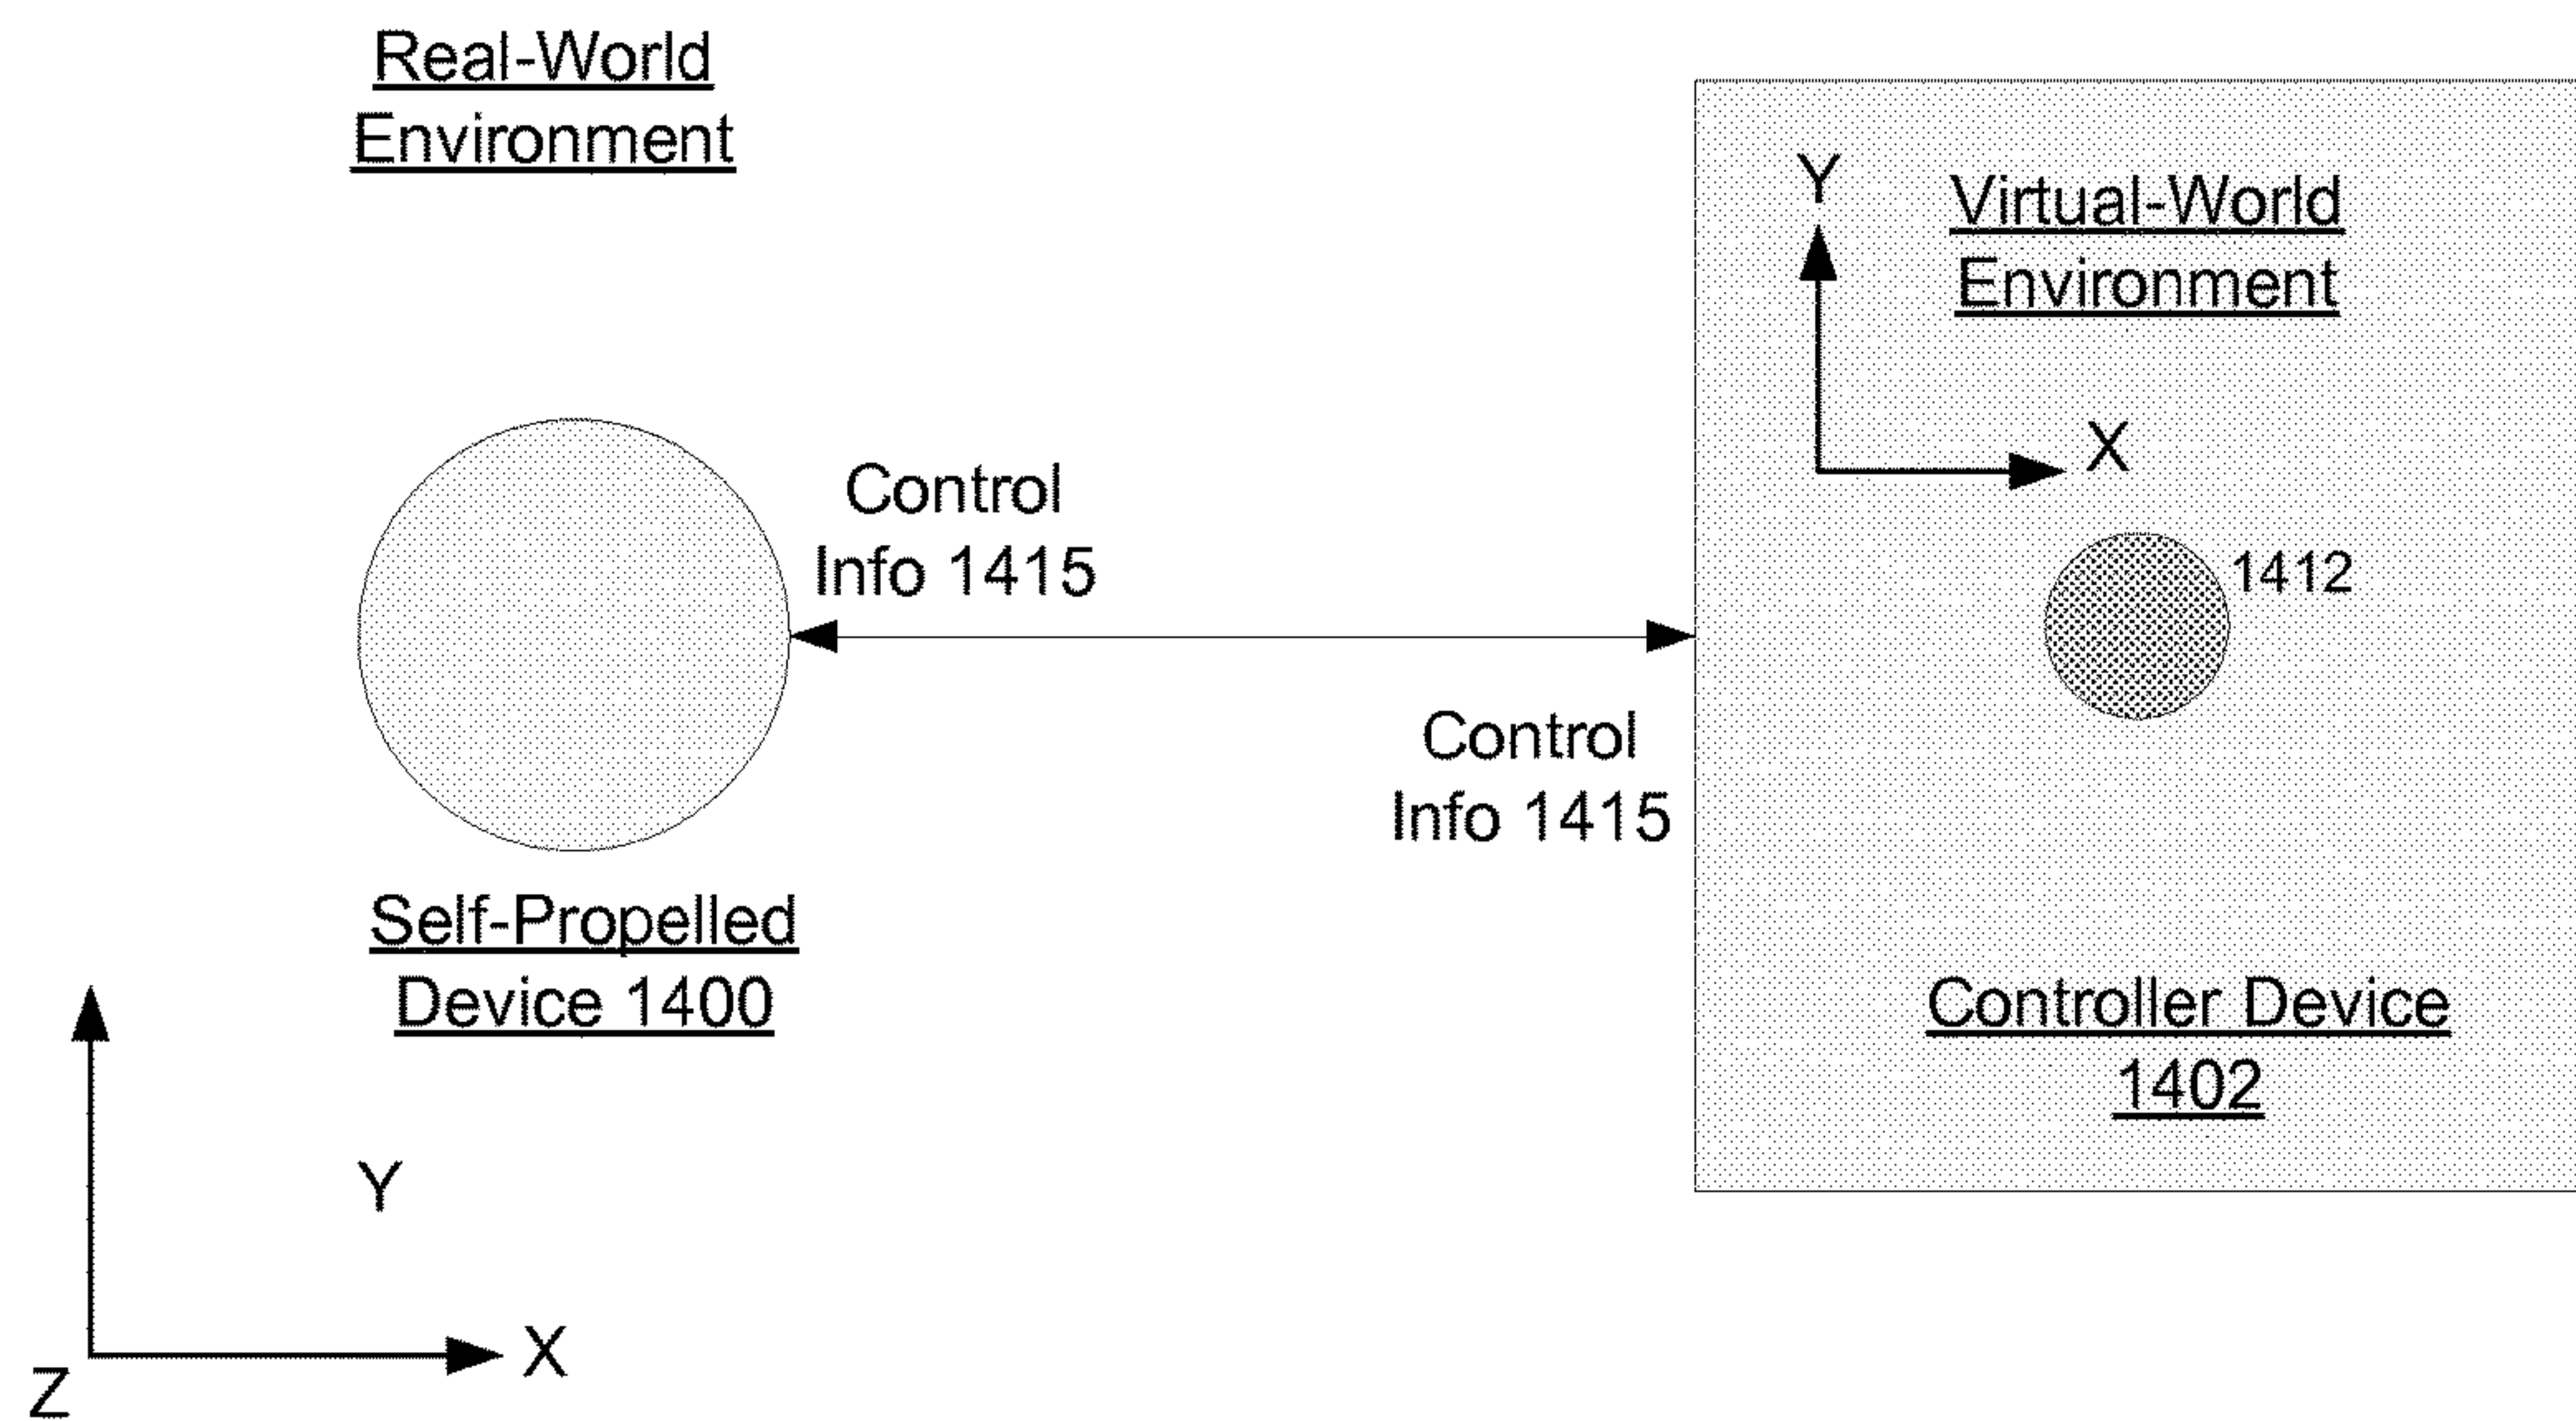 Real-World
Environment
Control
Info 1415
Self-Propelled
Device 1400
Y
X
Z
Control
Info 1415
Y
Virtual-World
Environment
X
1412
Controller Device
1402